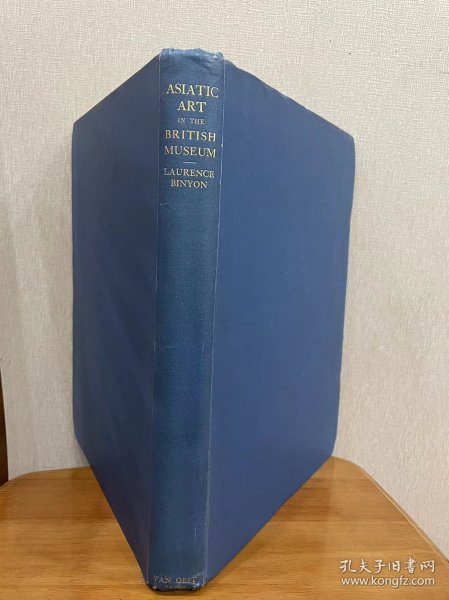 ASIATIC
ART
IN THE
BRITISH
MUSEUM
LAURENCE
BINYON
VAN OEST
孔夫子旧书网
www.kongfz.com